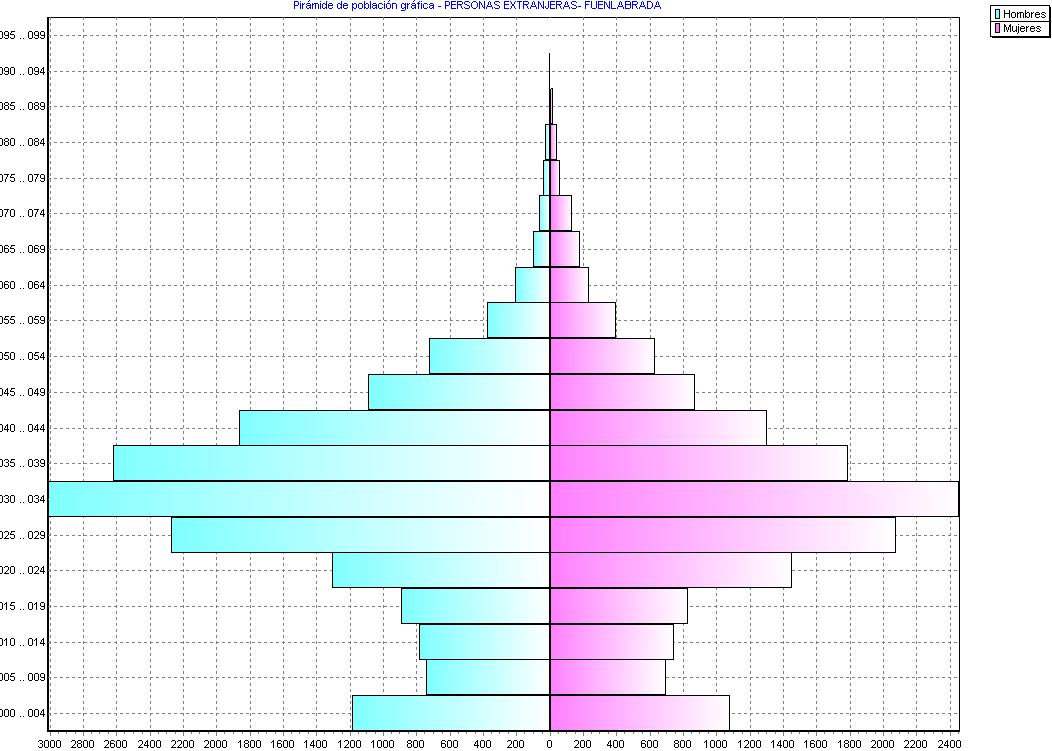 Pirámide de población gráfica - PERSONAS EXTRANJERAS- FUENLABRADA
Hombres
Mujeres
095 .. 099
090 .. 094
085 .. 089
080 .. 084
075 .. 079
070 .. 074
065 .. 069
060 .. 064
055 .. 059
050 .. 054
045 .. 049
040 .. 044
035 .. 039
030 .. 034
025 .. 029
020 .. 024
015 .. 019
010 .. 014
005 .. 009
000 .. 004
3000 2800 2600 2400 2200 2000 1800 1600 1400 1200 1000 800 600 400 200 0 200 400 600 800 1000 1200 1400 1600 1800 2000 2200 2400